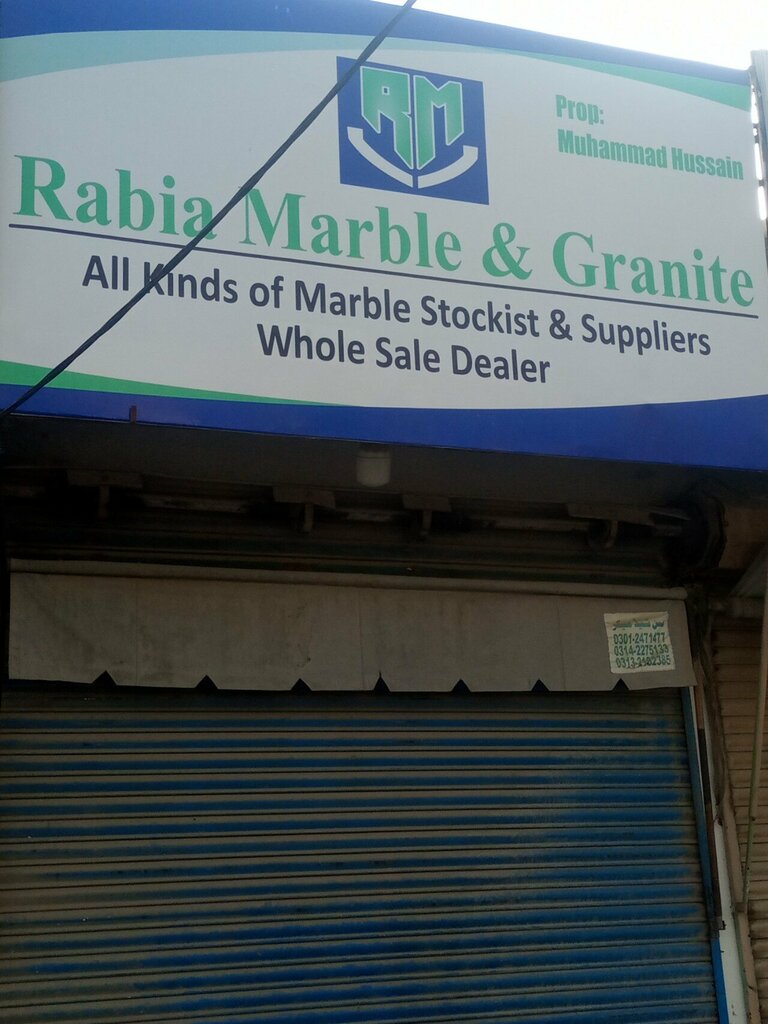 RM
Prop:
Muhammad Hussain
Rabia Marble & Granite
All Kinds of Marble Stockist & Suppliers
Whole Sale Dealer
0301-2471477
0314-2275133